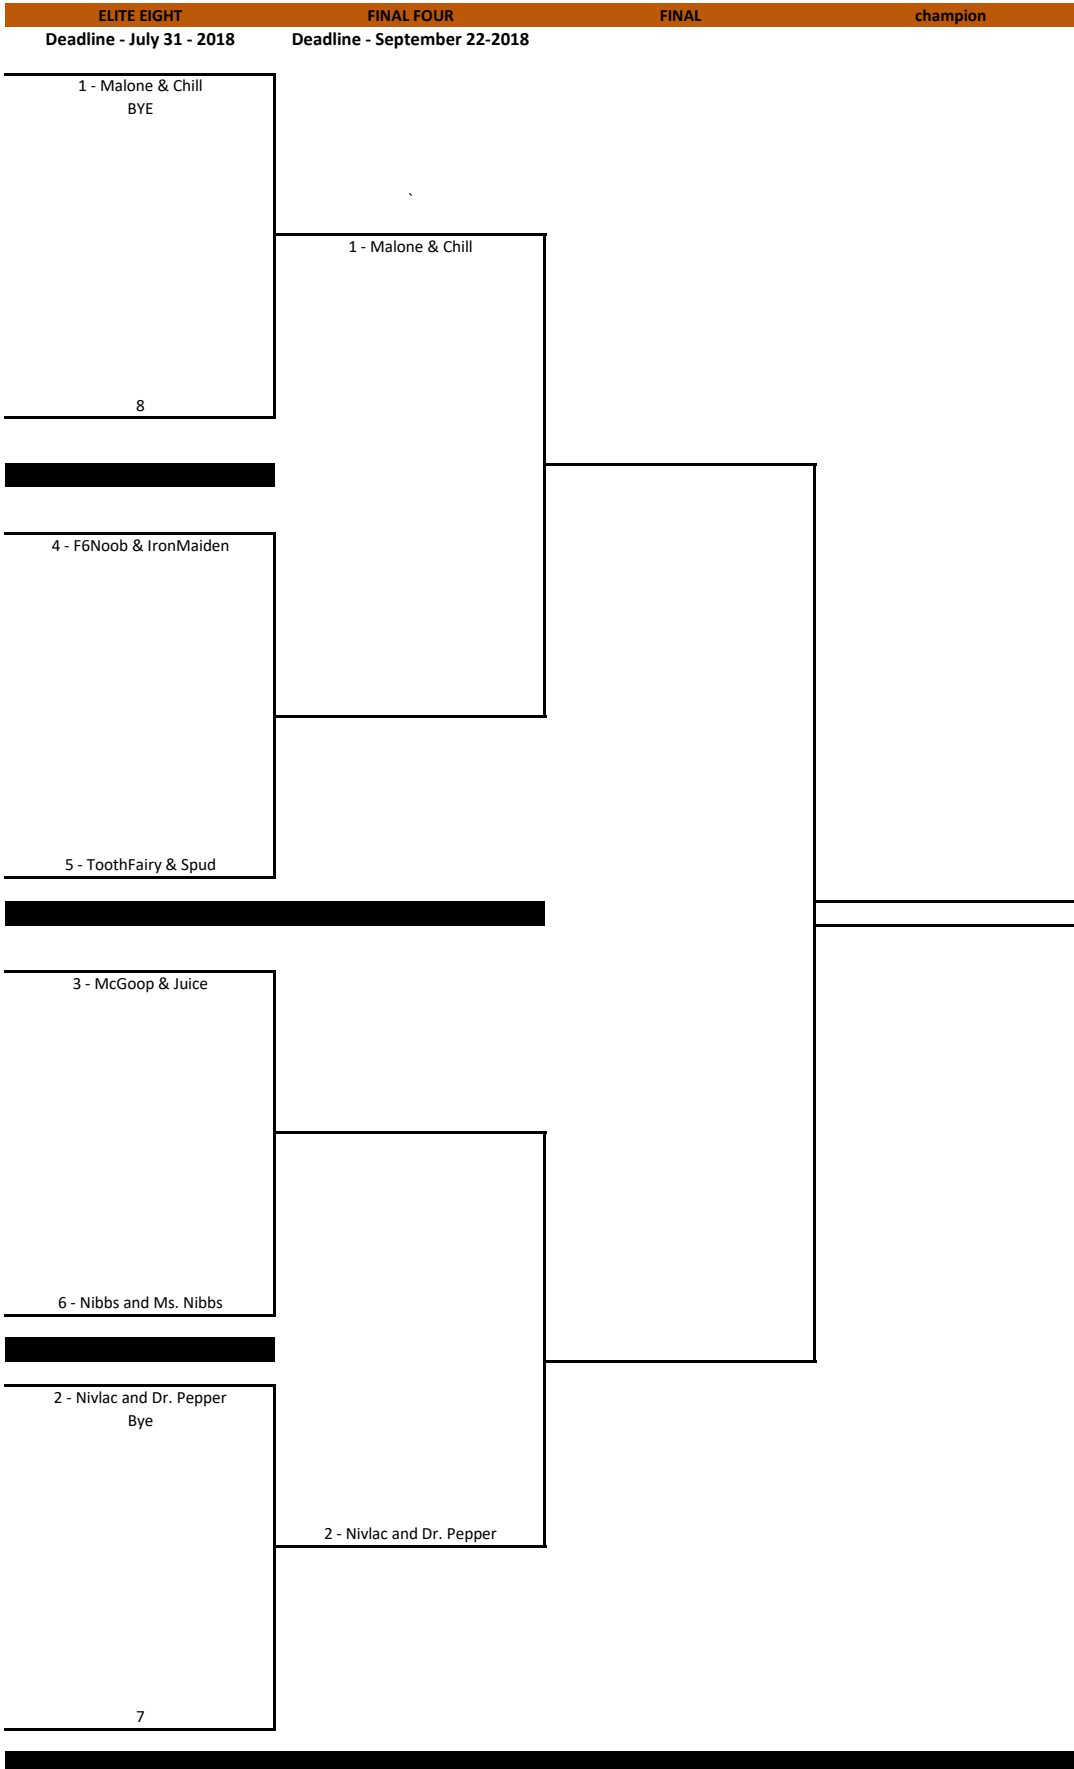 ELITE EIGHT FINAL FOUR FINAL champion
Deadline - July 31 - 2018 Deadline - September 22-2018
1 - Malone & Chill
BYE
`
1 - Malone & Chill
8
4 - F6Noob & IronMaiden
5 - ToothFairy & Spud
3 - McGoop & Juice
6 - Nibbs and Ms. Nibbs
2 - Nivlac and Dr. Pepper
Bye
2 - Nivlac and Dr. Pepper
7